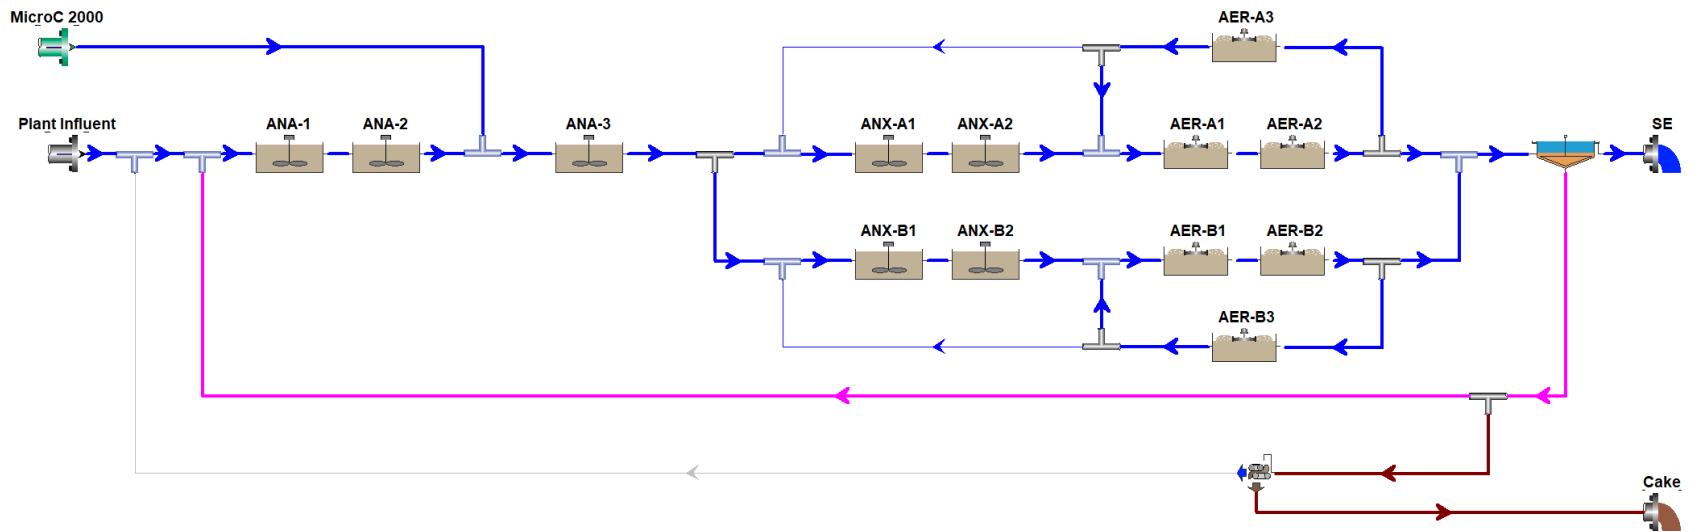 MicroC 2000
AER-A3
Plant Influent
ANA-1
ANA-2
ANA-3
ANX-A1
ANX-A2
AER-A1
AER-A2
SE
ANX-B1
ANX-B2
AER-B1
AER-B2
AER-B3
Cake